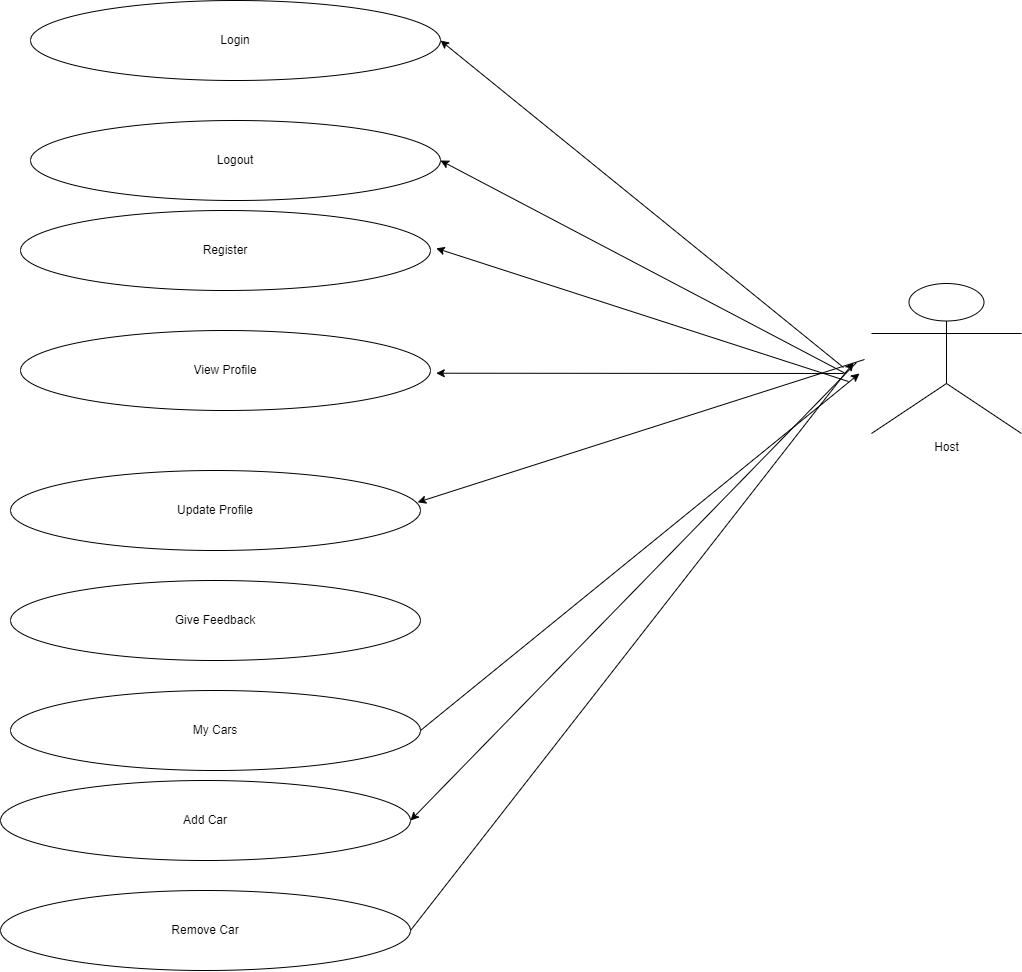 Login
Logout
Register
View Profile
Host
Update Profile
Give Feedback
My Cars
Add Car
Remove Car